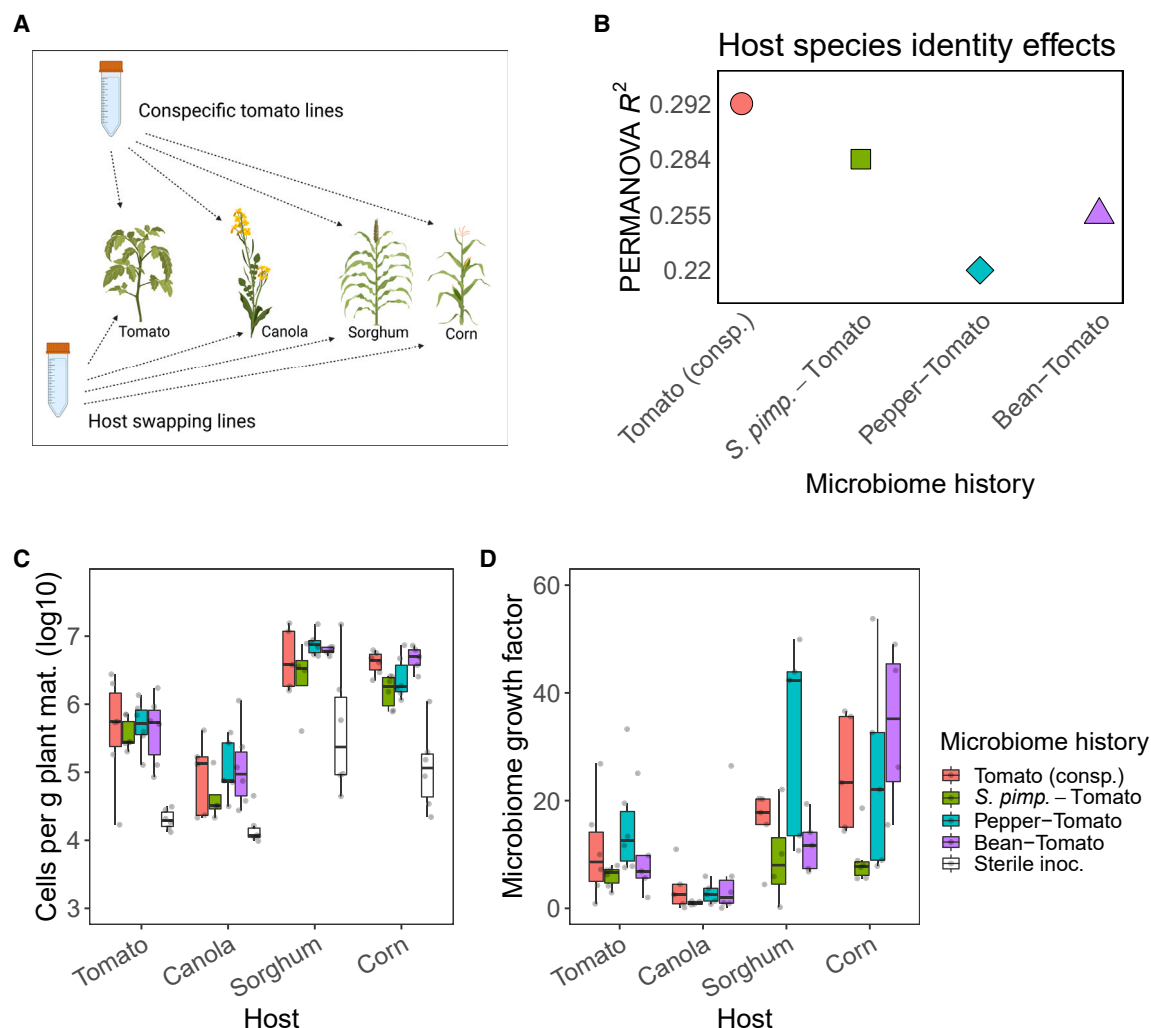 A
Conspecific tomato lines
Tomato
Canola
Sorghum
Corn
Host swapping lines
B
Host species identity effects
PERMANOVA R²
0.292
0.284
0.255
0.22
Tomato (consp.)
S. pimp. – Tomato
Pepper–Tomato
Bean–Tomato
Microbiome history
C
Cells per g plant mat. (log10)
7
6
5
4
3
Tomato
Canola
Sorghum
Corn
Host
D
Microbiome growth factor
60
40
20
0
Tomato
Canola
Sorghum
Corn
Host
Microbiome history
Tomato (consp.)
S. pimp. – Tomato
Pepper–Tomato
Bean–Tomato
Sterile inoc.